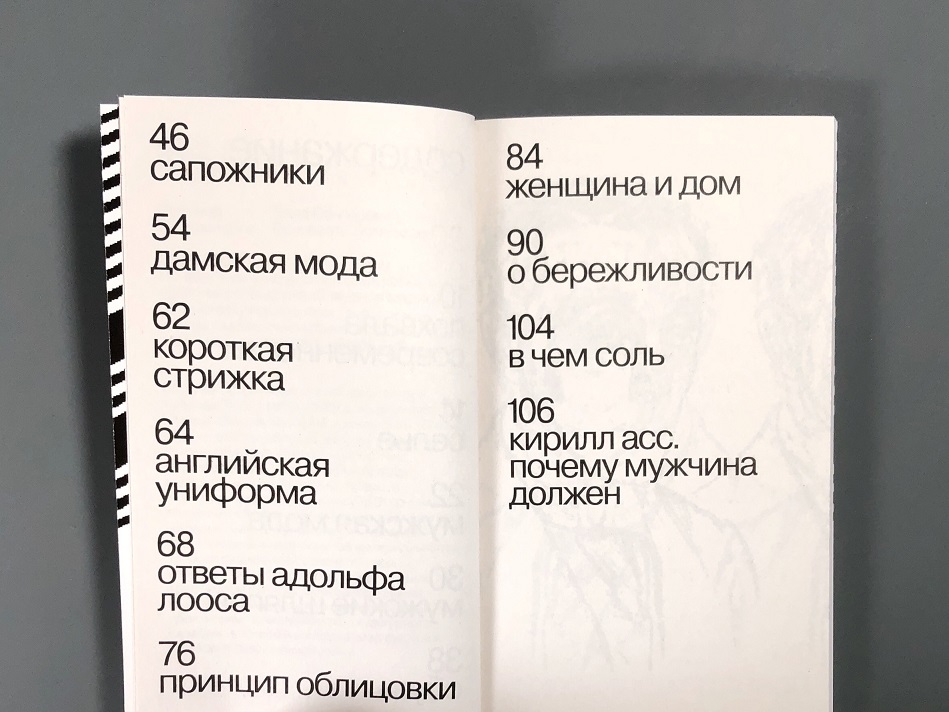 46
сапожники
54
дамская мода
62
короткая
стрижка
64
английская
униформа
68
ответы адольфа
лооса
76
принцип облицовки
84
женщина и дом
90
о бережливости
104
в чем соль
106
кирилл асс.
почему мужчина
должен